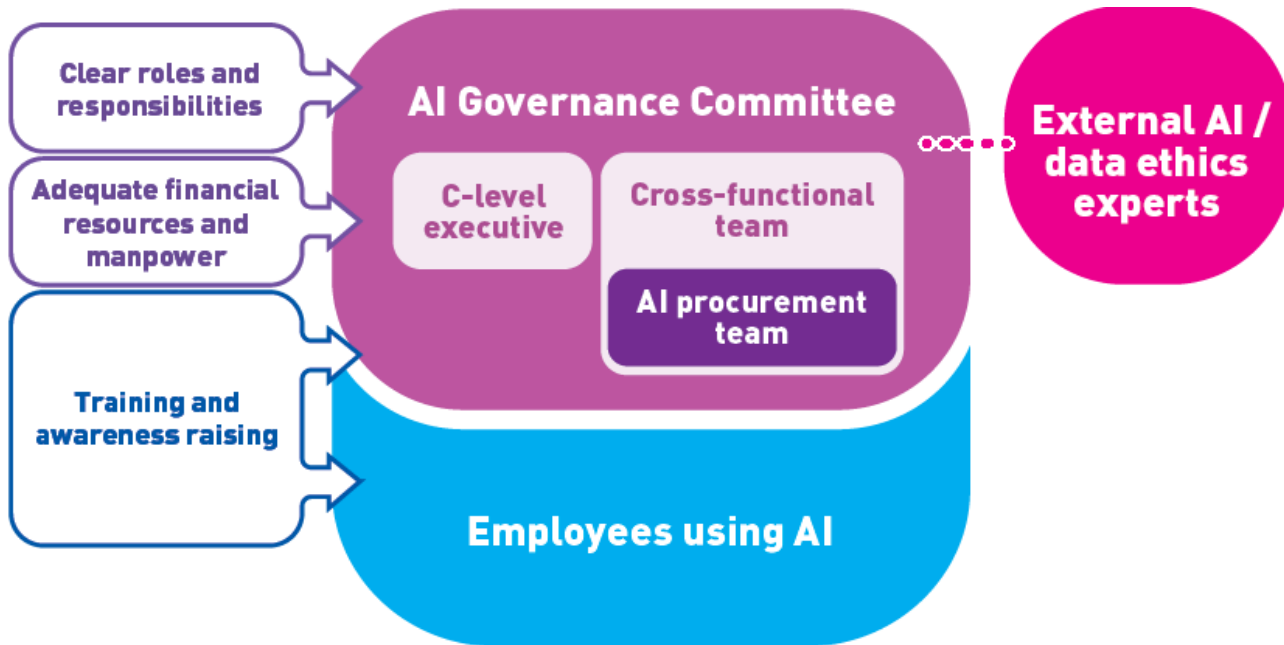 Clear roles and
responsibilities
Adequate financial
resources and
manpower
Training and
awareness raising
AI Governance Committee
C-level
executive
Cross-functional
team
AI procurement
team
Employees using AI
External AI /
data ethics
experts